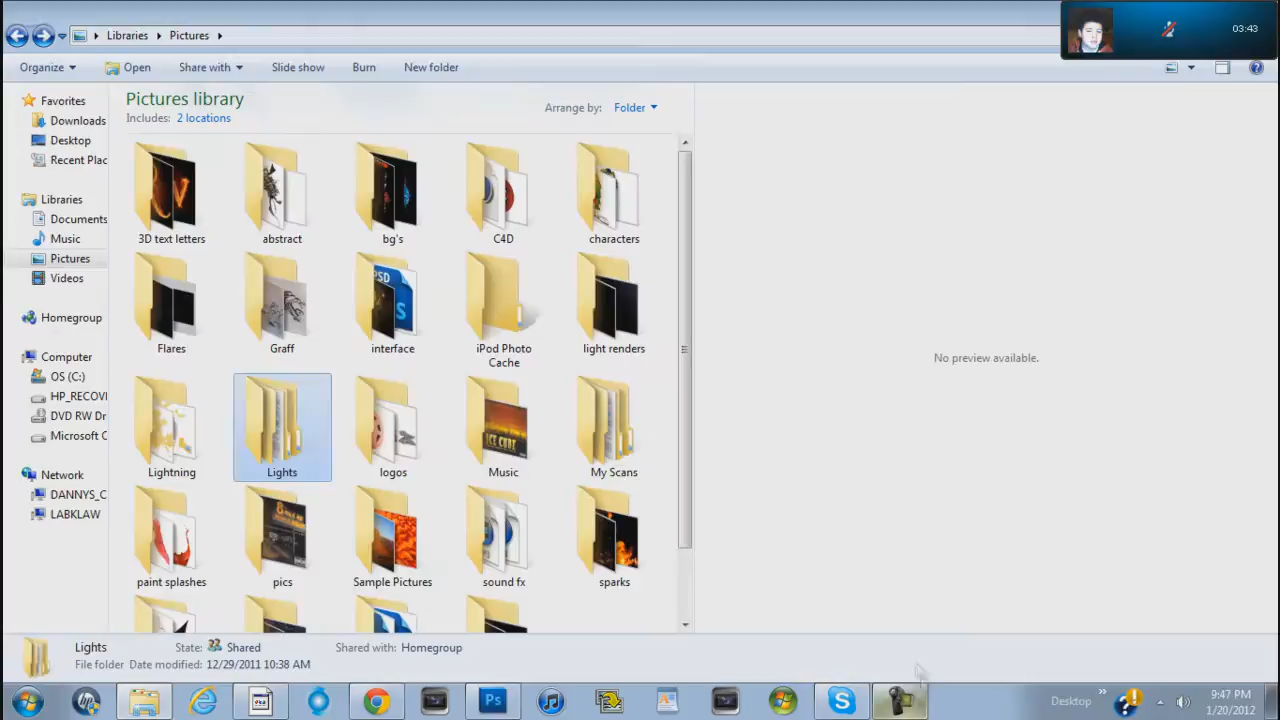 Libraries Pictures
03:43
Organize Open Share with Slide show Burn New folder
Favorites
Downloads
Desktop
Recent Plac
Libraries
Documents
Music
Pictures
Videos
Homegroup
Computer
OS (C:)
HP_RECOVI
DVD RW Dr
Microsoft C
Network
DANNYS_C
LABKLAW
Pictures library
Includes: 2 locations
Arrange by: Folder
3D text letters abstract bg's C4D characters
PSD
S
Flares Graff interface iPod Photo Cache light renders
ICE CUBE
Lightning Lights logos Music My Scans
paint splashes pics Sample Pictures sound fx sparks
No preview available.
Lights State: Shared Shared with: Homegroup
File folder Date modified: 12/29/2011 10:38 AM
hp Ps S Desktop 9:47 PM
1/20/2012